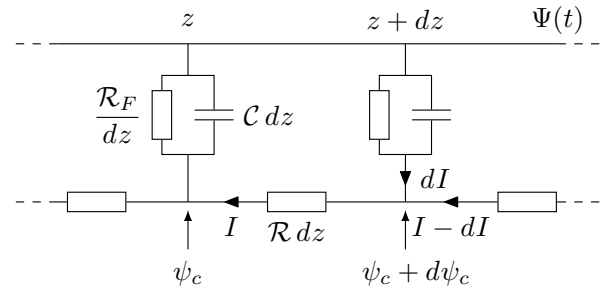 z
z + dz
Ψ(t)
ℛ_F / dz
𝒞 dz
dI
I
ℛ dz
I − dI
ψ_c
ψ_c + dψ_c